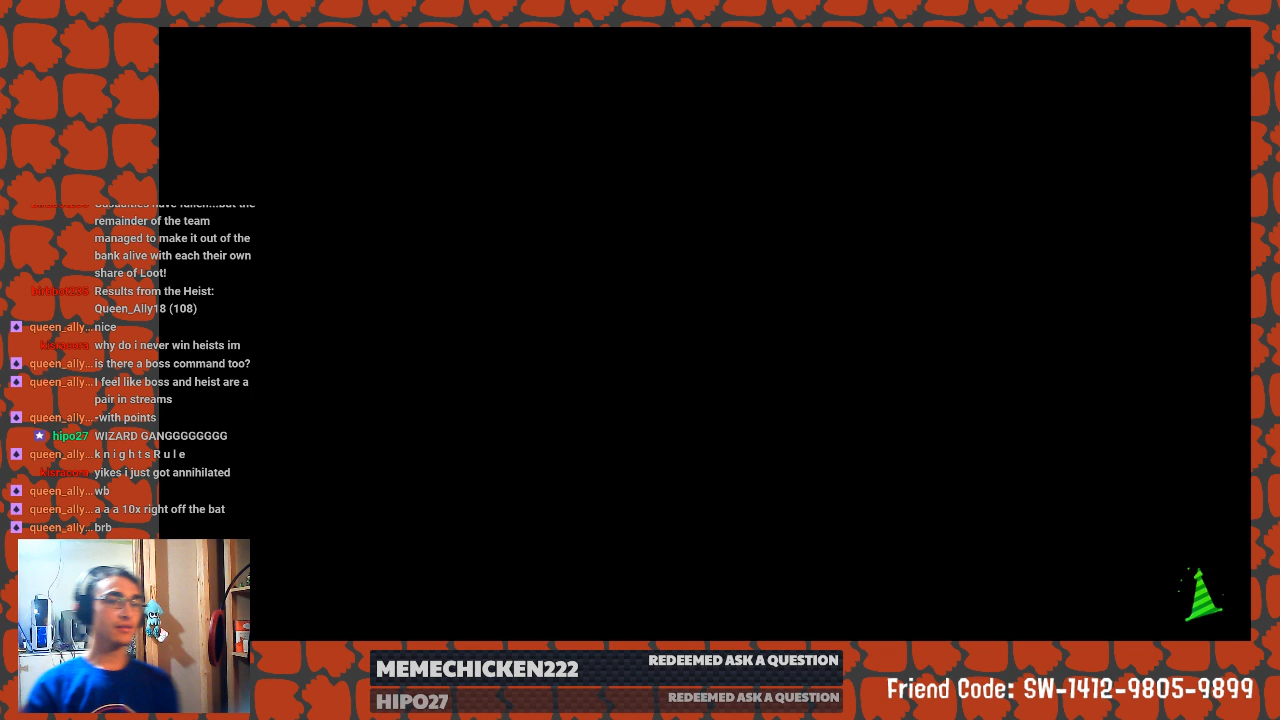 remainder of the team
managed to make it out of the
bank alive with each their own
share of Loot!
Results from the Heist:
Queen_Ally18 (108)
queen_ally... nice
why do i never win heists im
queen_ally... is there a boss command too?
queen_ally... I feel like boss and heist are a
pair in streams
queen_ally... -with points
hipo27 WIZARD GANGGGGGGGG
queen_ally... k n i g h t s R u l e
yikes i just got annihilated
queen_ally... wb
queen_ally... a a a 10x right off the bat
queen_ally... brb
MEMECHICKEN222 REDEEMED ASK A QUESTION
HIPO27 REDEEMED ASK A QUESTION
Friend Code: SW-1412-9805-9899